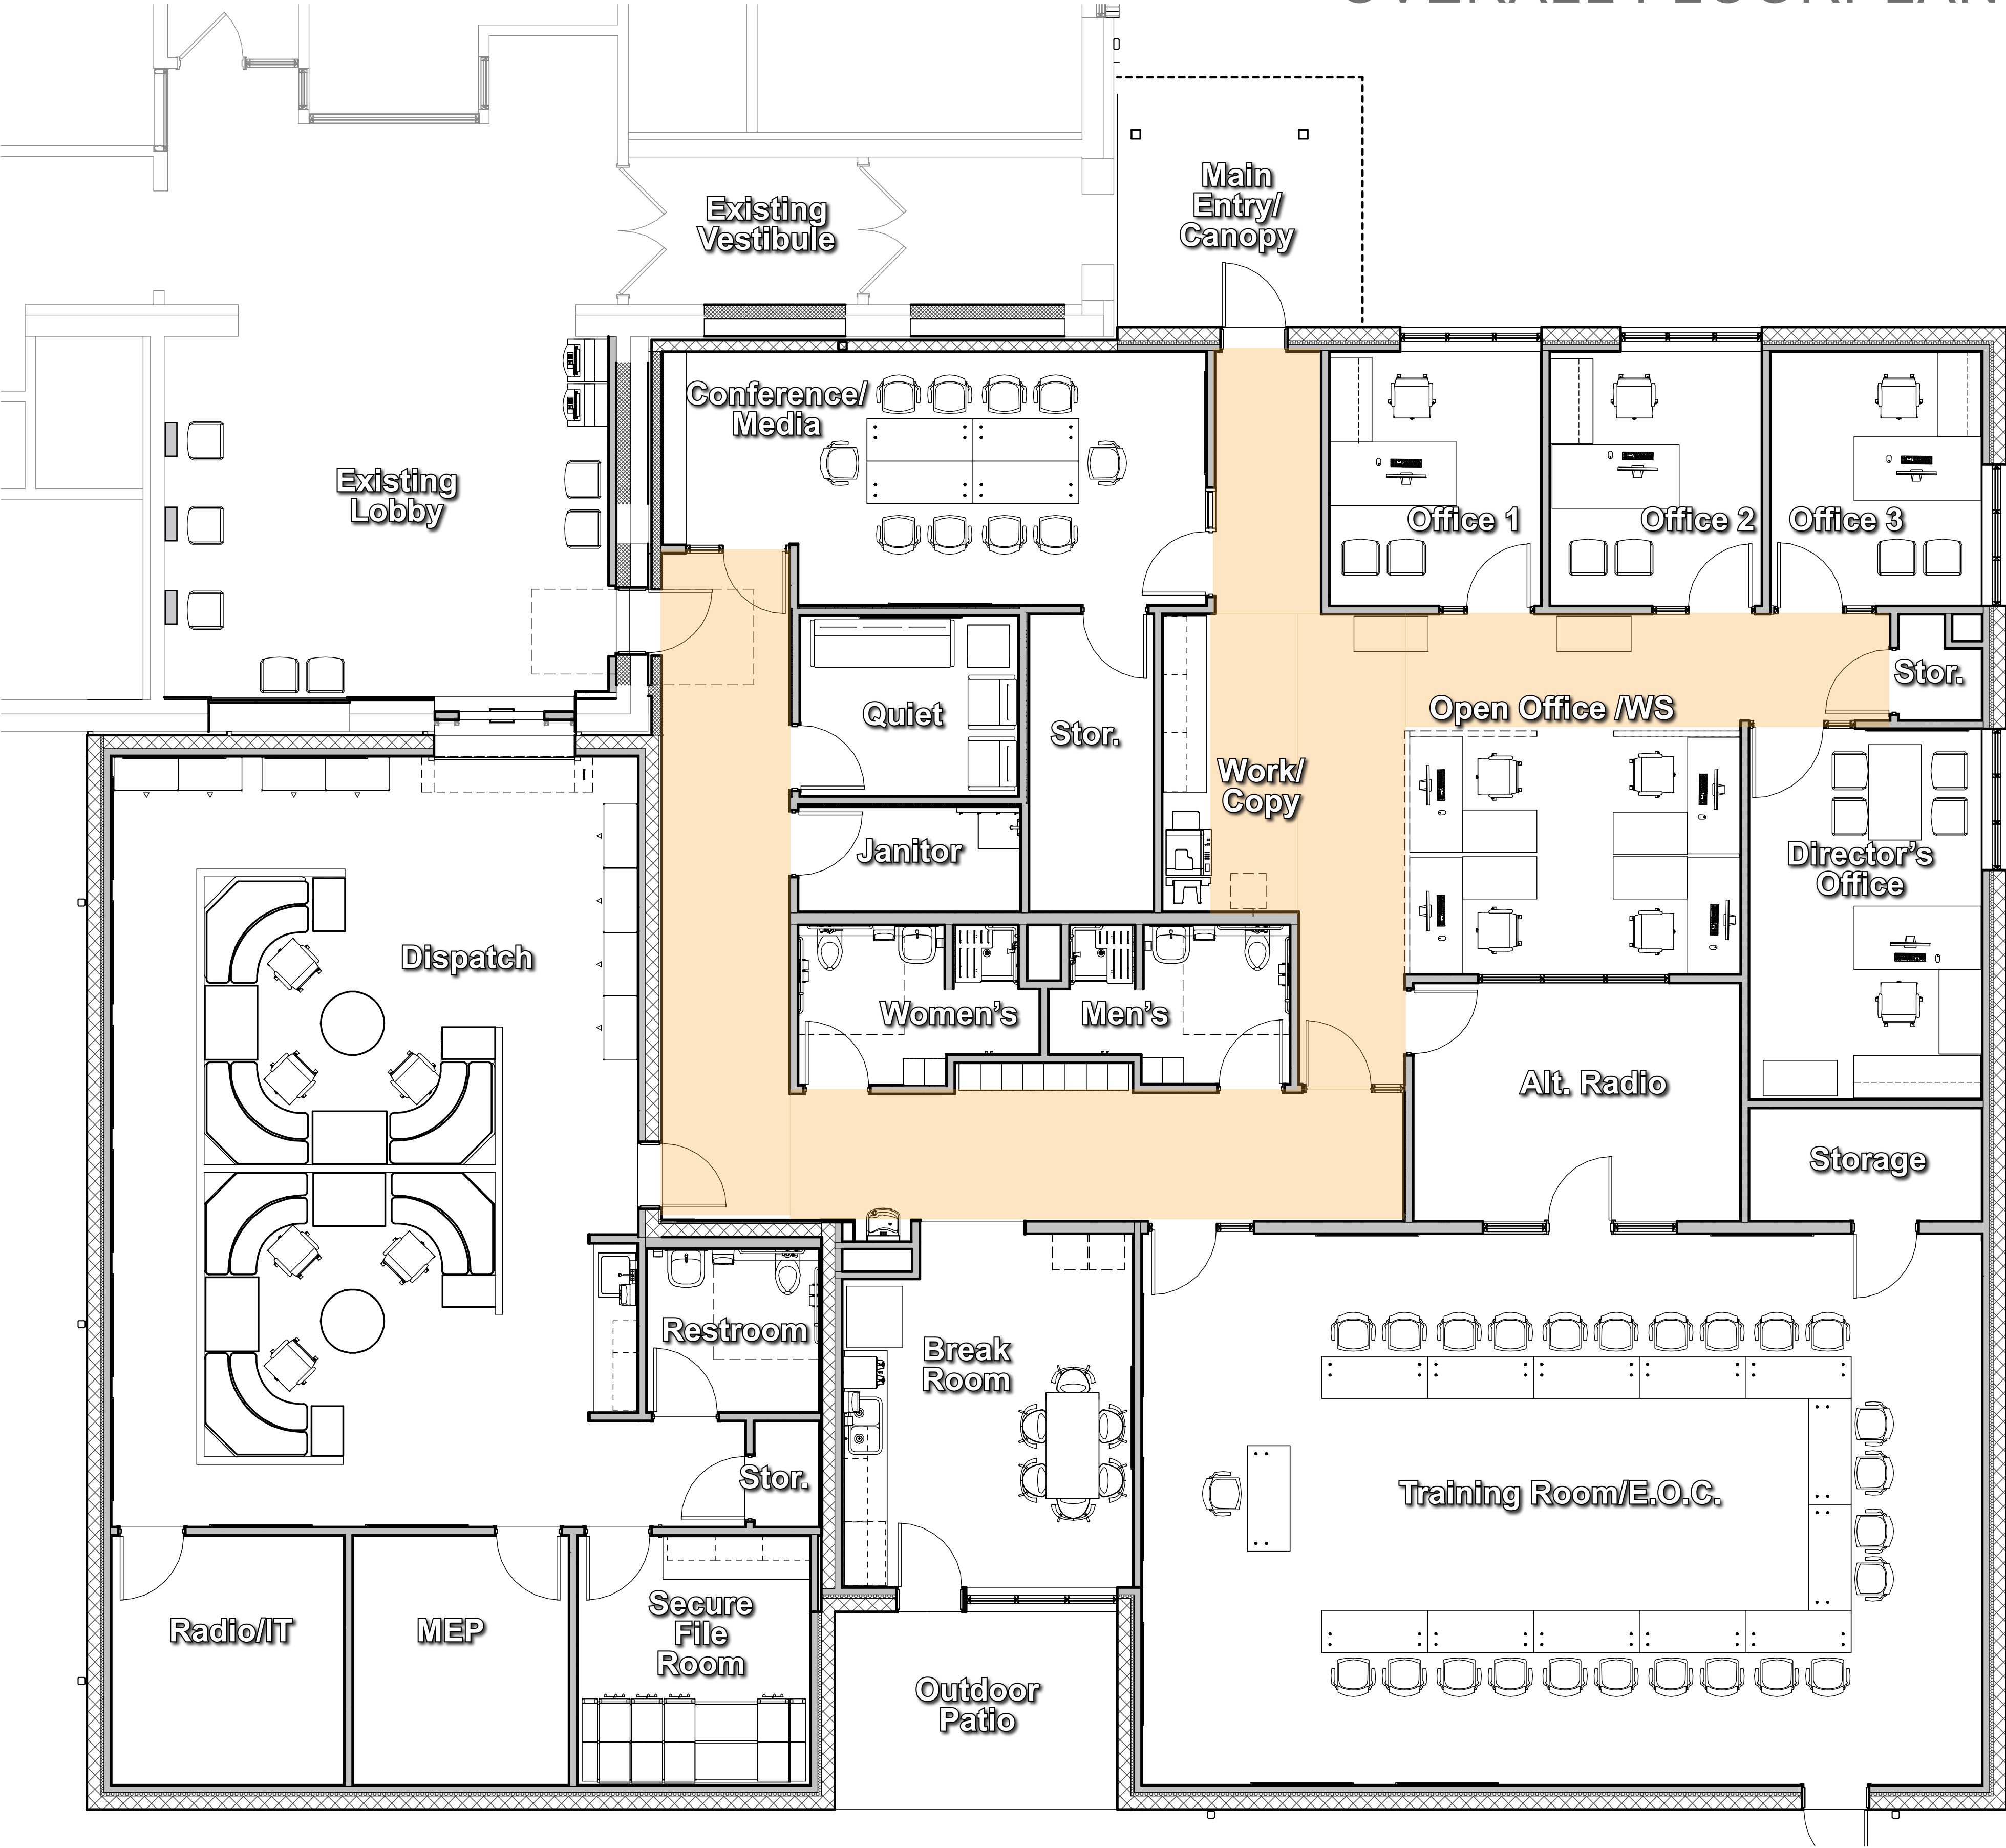 OVERALL FLOORPLAN
Main
Entry/
Canopy
Existing
Vestibule
Conference/
Media
Existing
Lobby
Office 1
Office 2
Office 3
Stor.
Open Office /WS
Quiet
Stor.
Work/
Copy
Janitor
Director's
Office
Dispatch
Women's
Men's
Alt. Radio
Storage
Restroom
Break
Room
Stor.
Training Room/E.O.C.
Radio/IT
MEP
Secure
File
Room
Outdoor
Patio